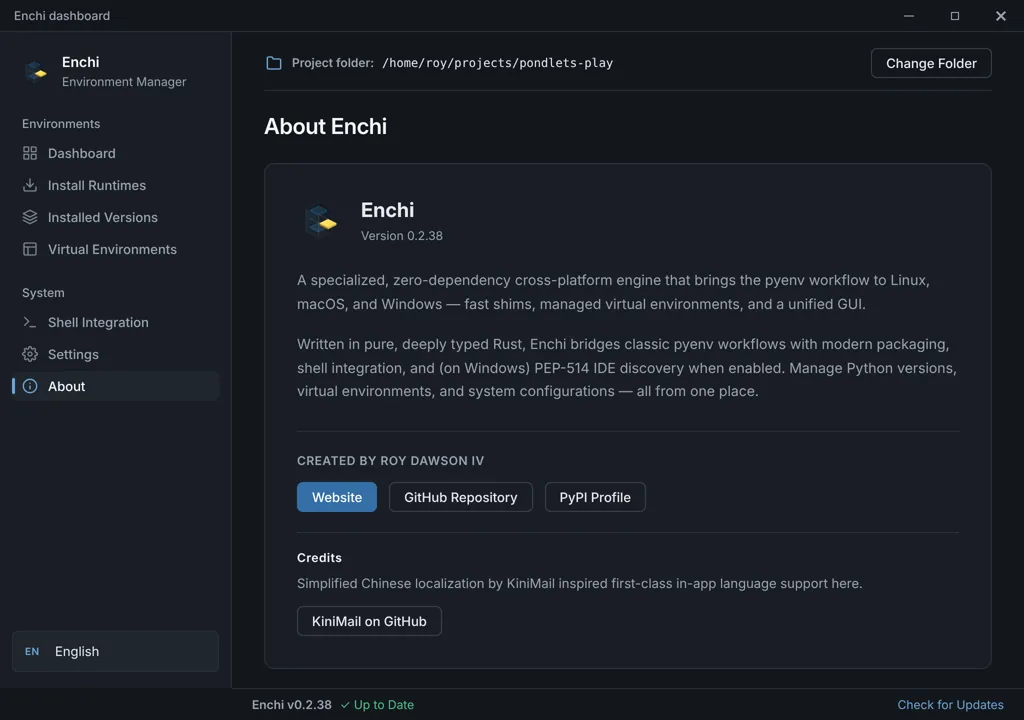 Enchi dashboard
Enchi
Environment Manager
Environments
Dashboard
Install Runtimes
Installed Versions
Virtual Environments
System
Shell Integration
Settings
About
EN English
Project folder: /home/roy/projects/pondlets-play
Change Folder
About Enchi
Enchi
Version 0.2.38
A specialized, zero-dependency cross-platform engine that brings the pyenv workflow to Linux,
macOS, and Windows — fast shims, managed virtual environments, and a unified GUI.
Written in pure, deeply typed Rust, Enchi bridges classic pyenv workflows with modern packaging,
shell integration, and (on Windows) PEP-514 IDE discovery when enabled. Manage Python versions,
virtual environments, and system configurations — all from one place.
CREATED BY ROY DAWSON IV
Website GitHub Repository PyPI Profile
Credits
Simplified Chinese localization by KiniMail inspired first-class in-app language support here.
KiniMail on GitHub
Enchi v0.2.38 ✓ Up to Date Check for Updates